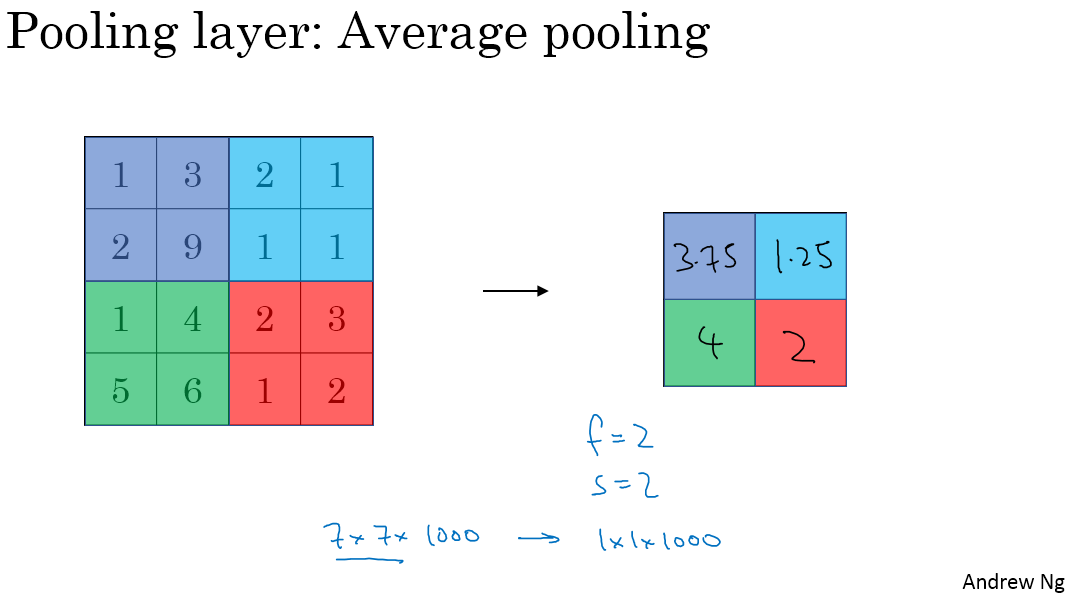 Pooling layer: Average pooling
1 3 2 1
2 9 1 1
1 4 2 3
5 6 1 2
3.75 1.25
4 2
f = 2
s = 2
7 × 7 × 1000 → 1×1×1000
Andrew Ng